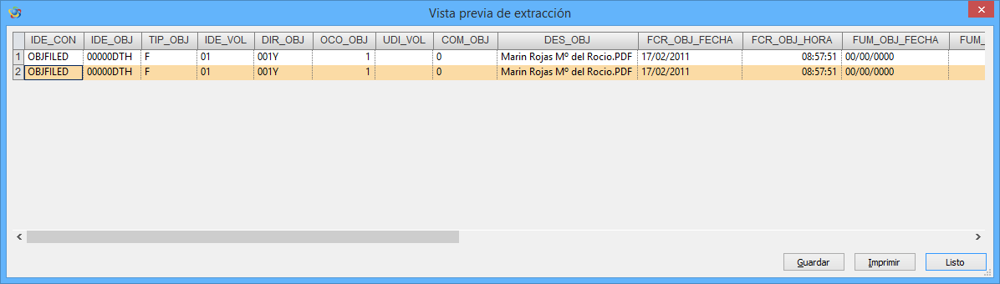 Vista previa de extracción
IDE_CON IDE_OBJ TIP_OBJ IDE_VOL DIR_OBJ OCO_OBJ UDI_VOL COM_OBJ DES_OBJ FCR_OBJ_FECHA FCR_OBJ_HORA FUM_OBJ_FECHA FUM_
1 OBJFILED 00000DTH F 01 001Y 1 0 Marin Rojas Mº del Rocio.PDF 17/02/2011 08:57:51 00/00/0000
2 OBJFILED 00000DTH F 01 001Y 1 0 Marin Rojas Mº del Rocio.PDF 17/02/2011 08:57:51 00/00/0000
Guardar Imprimir Listo